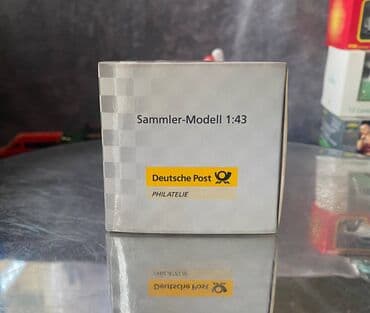 Sammler-Modell 1:43
Deutsche Post
PHILATELIE